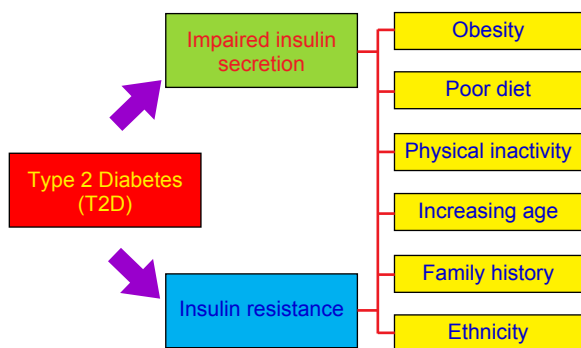 Impaired insulin
secretion
Type 2 Diabetes
(T2D)
Insulin resistance
Obesity
Poor diet
Physical inactivity
Increasing age
Family history
Ethnicity